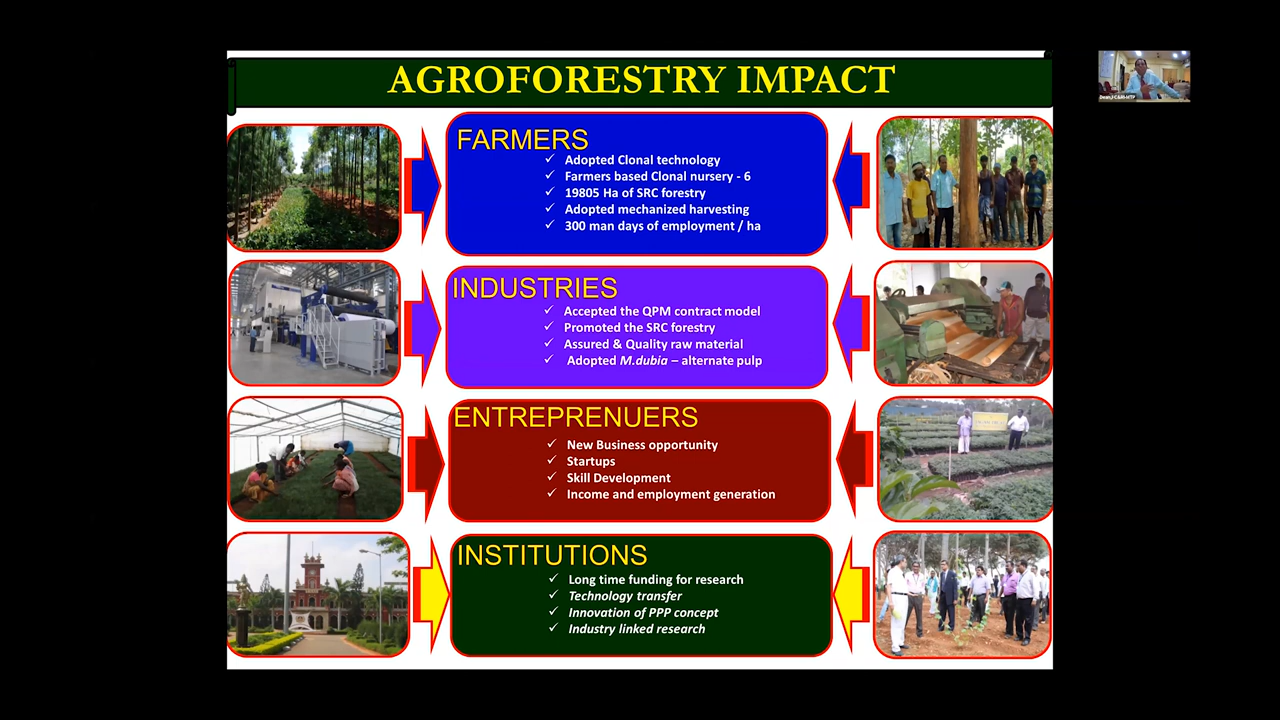 AGROFORESTRY IMPACT
FARMERS
✓ Adopted Clonal technology
✓ Farmers based Clonal nursery - 6
✓ 19805 Ha of SRC forestry
✓ Adopted mechanized harvesting
✓ 300 man days of employment / ha
INDUSTRIES
✓ Accepted the QPM contract model
✓ Promoted the SRC forestry
✓ Assured & Quality raw material
✓ Adopted M.dubia – alternate pulp
ENTREPRENUERS
✓ New Business opportunity
✓ Startups
✓ Skill Development
✓ Income and employment generation
INSTITUTIONS
✓ Long time funding for research
✓ Technology transfer
✓ Innovation of PPP concept
✓ Industry linked research